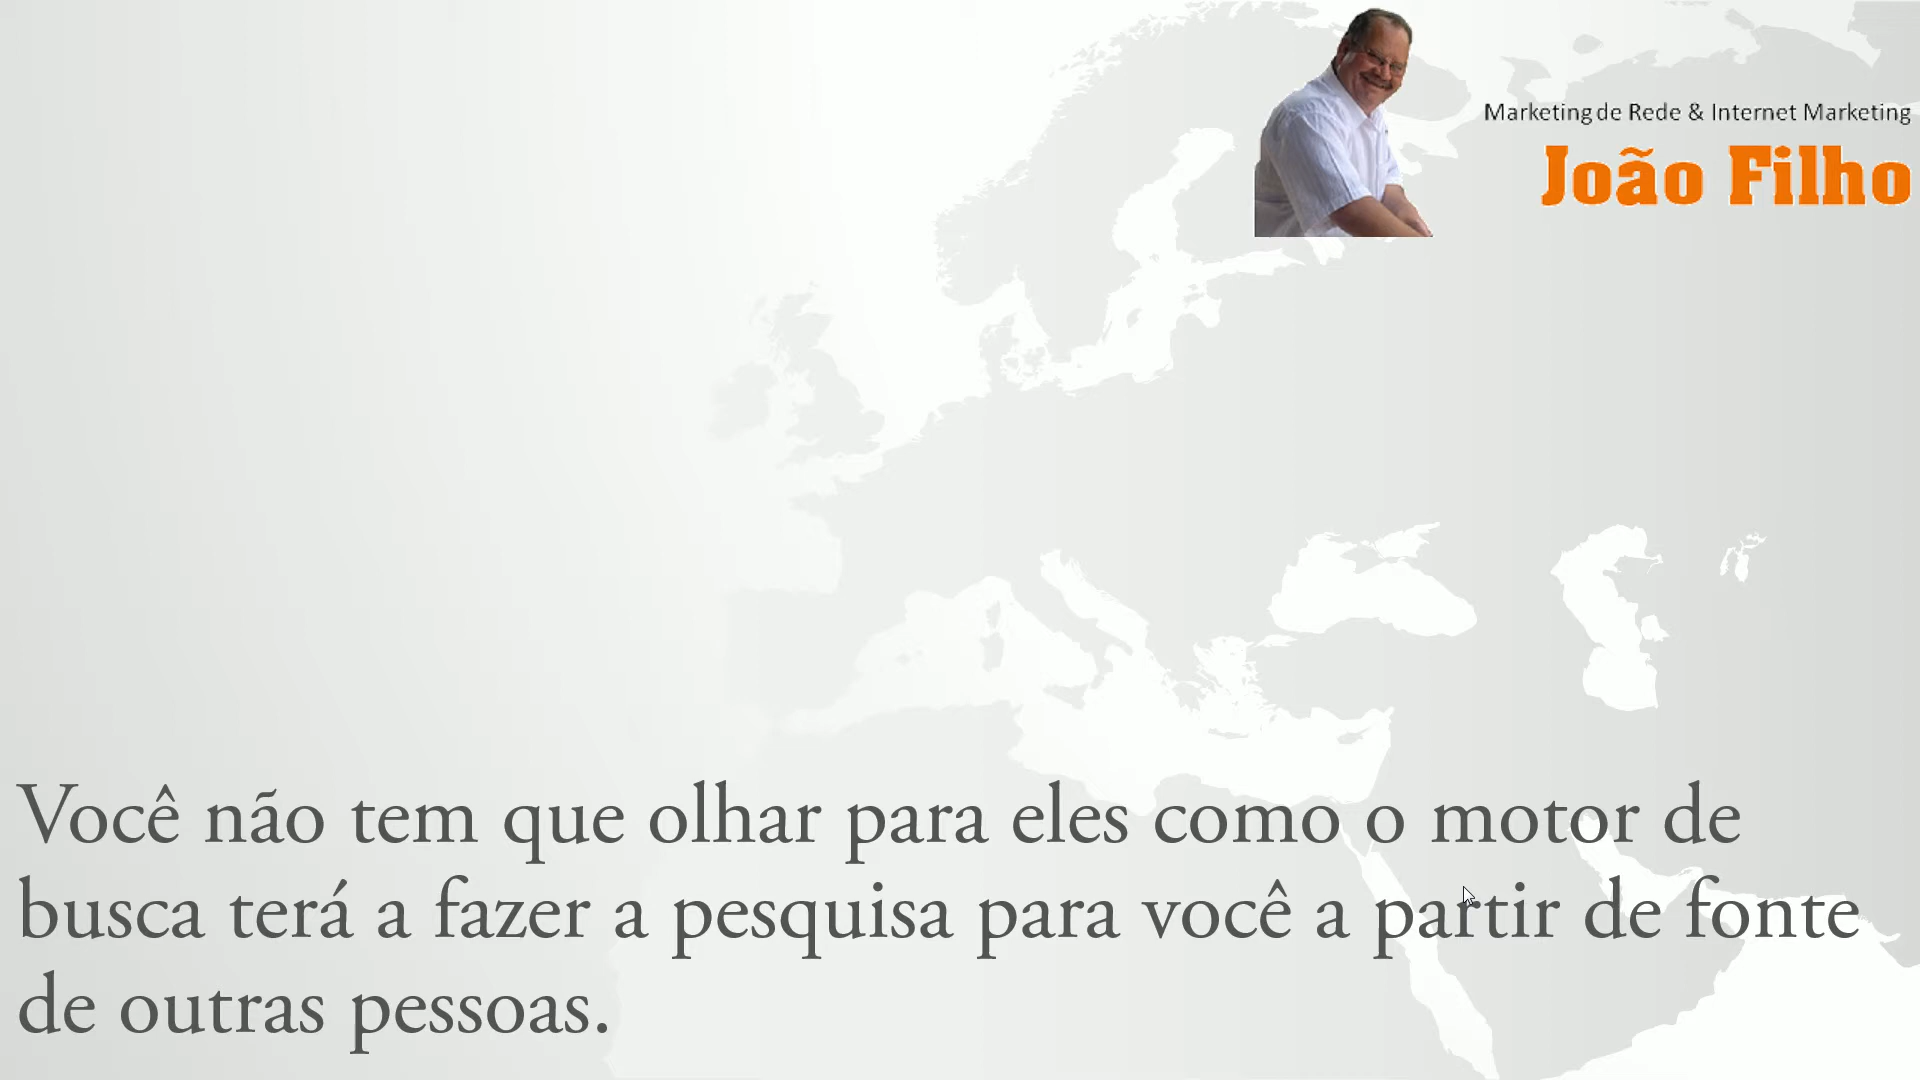 Marketing de Rede & Internet Marketing
João Filho
Você não tem que olhar para eles como o motor de
busca terá a fazer a pesquisa para você a partir de fonte
de outras pessoas.